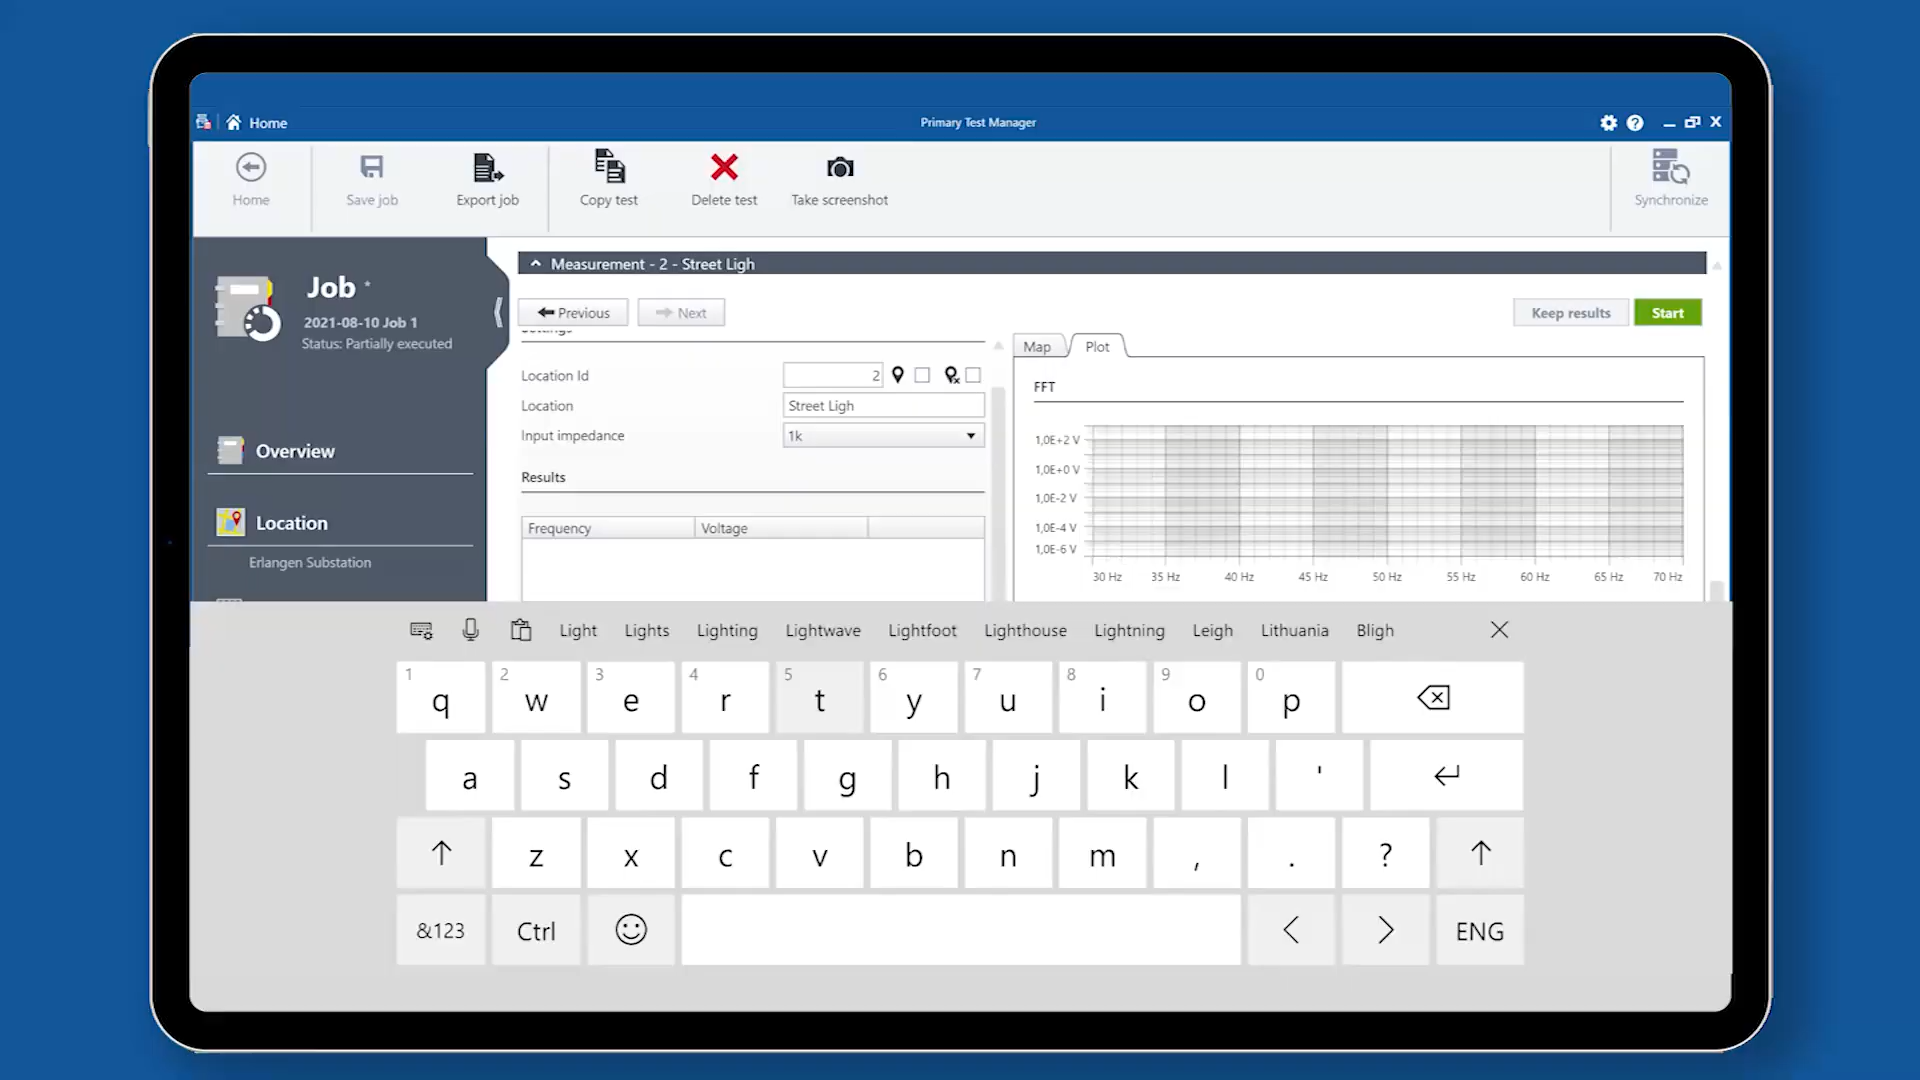 Home
Primary Test Manager
Home
Save job
Export job
Copy test
Delete test
Take screenshot
Synchronize
Job *
2021-08-10 Job 1
Status: Partially executed
Overview
Location
Erlangen Substation
Measurement - 2 - Street Ligh
Previous
Next
Keep results
Start
Settings
Location Id
2
Location
Street Ligh
Input impedance
1k
Results
Frequency
Voltage
Map
Plot
FFT
1,0E+2 V
1,0E+0 V
1,0E-2 V
1,0E-4 V
1,0E-6 V
30 Hz 35 Hz 40 Hz 45 Hz 50 Hz 55 Hz 60 Hz 65 Hz 70 Hz
Light Lights Lighting Lightwave Lightfoot Lighthouse Lightning Leigh Lithuania Bligh
1 2 3 4 5 6 7 8 9 0
q w e r t y u i o p
a s d f g h j k l '
z x c v b n m , . ?
&123 Ctrl < > ENG